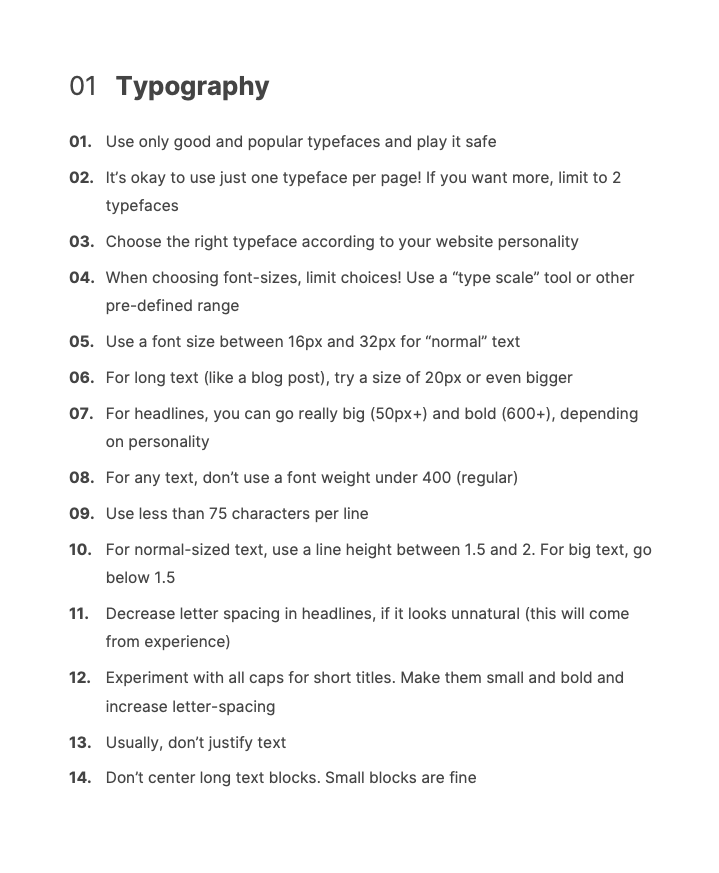 01 Typography
01. Use only good and popular typefaces and play it safe
02. It’s okay to use just one typeface per page! If you want more, limit to 2
typefaces
03. Choose the right typeface according to your website personality
04. When choosing font-sizes, limit choices! Use a “type scale” tool or other
pre-defined range
05. Use a font size between 16px and 32px for “normal” text
06. For long text (like a blog post), try a size of 20px or even bigger
07. For headlines, you can go really big (50px+) and bold (600+), depending
on personality
08. For any text, don’t use a font weight under 400 (regular)
09. Use less than 75 characters per line
10. For normal-sized text, use a line height between 1.5 and 2. For big text, go
below 1.5
11. Decrease letter spacing in headlines, if it looks unnatural (this will come
from experience)
12. Experiment with all caps for short titles. Make them small and bold and
increase letter-spacing
13. Usually, don’t justify text
14. Don’t center long text blocks. Small blocks are fine